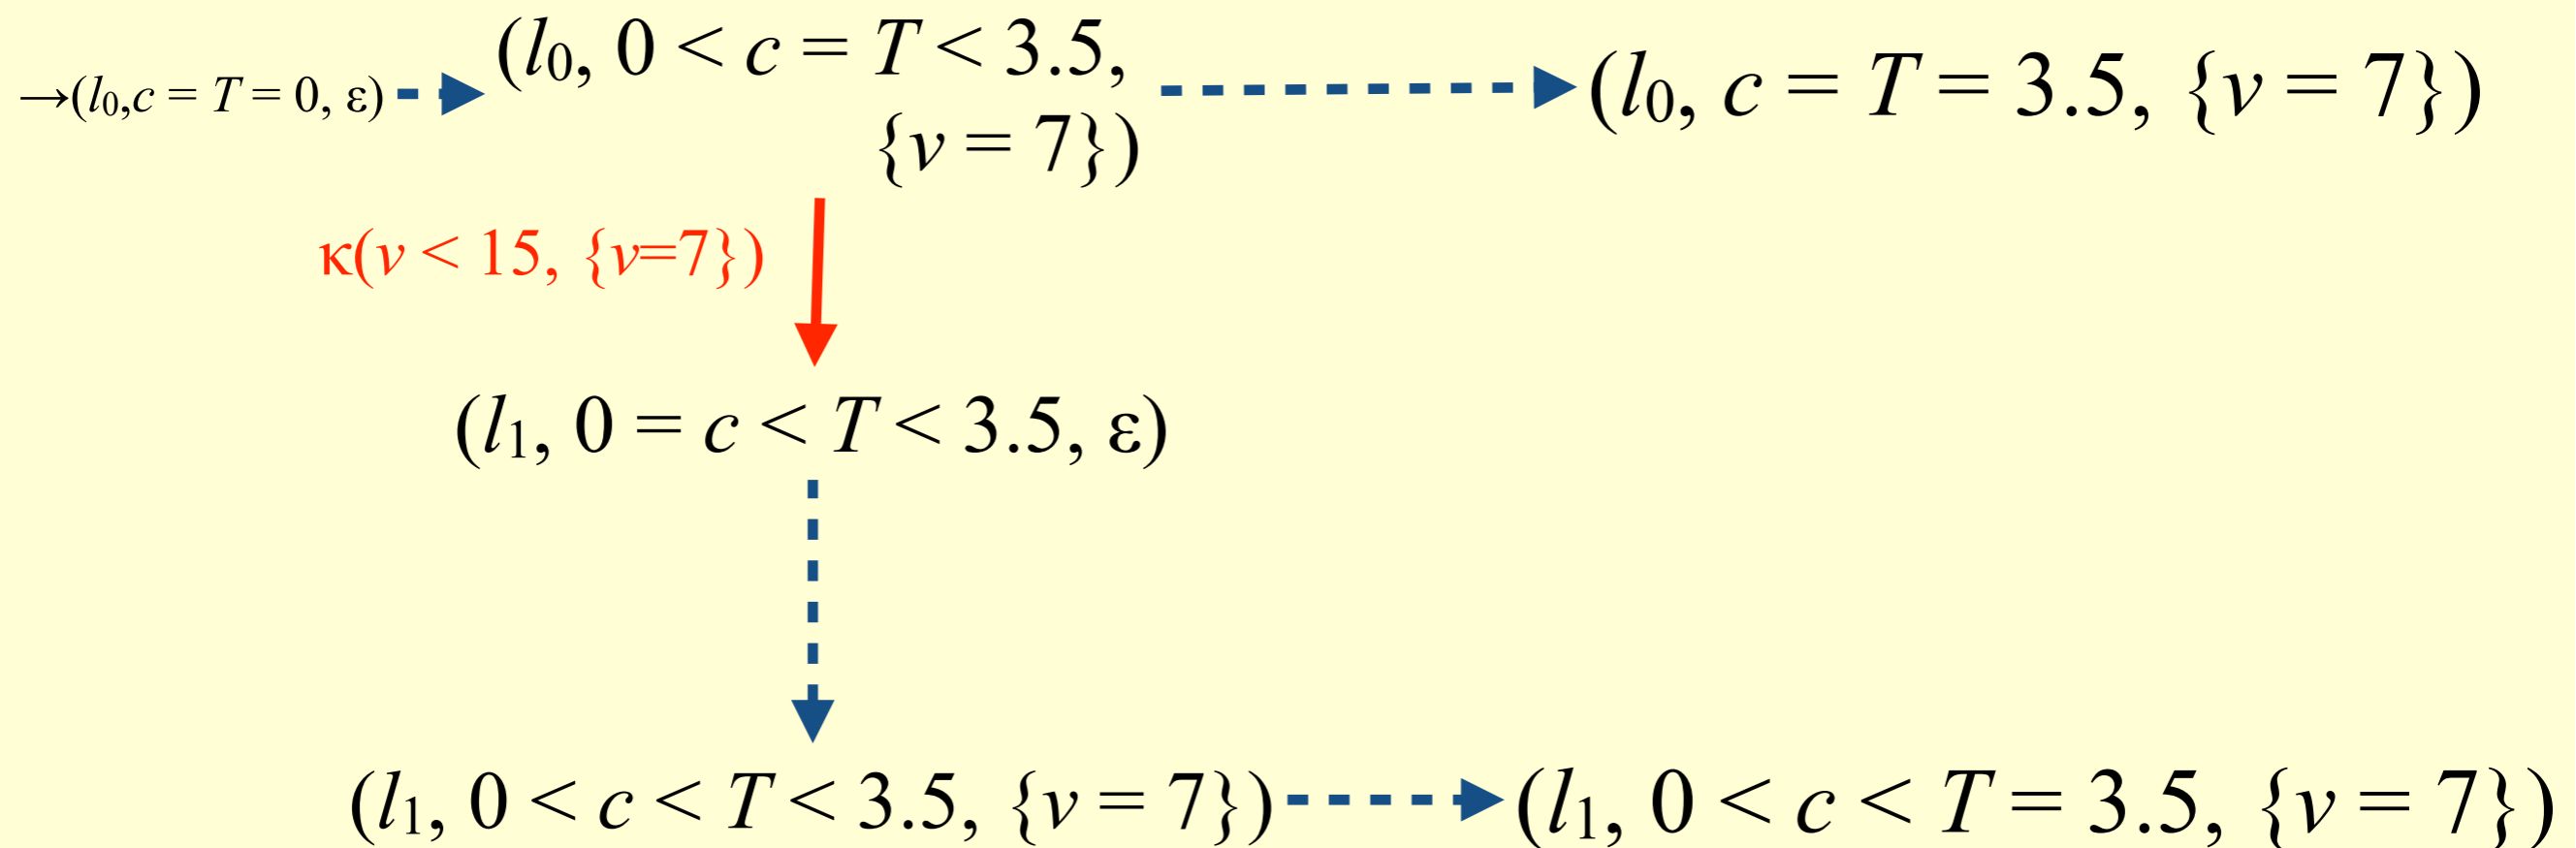 →(l₀,c = T = 0, ε)
(l₀, 0 < c = T < 3.5,
{v = 7})
(l₀, c = T = 3.5, {v = 7})
κ(v < 15, {v=7})
(l₁, 0 = c < T < 3.5, ε)
(l₁, 0 < c < T < 3.5, {v = 7})
(l₁, 0 < c < T = 3.5, {v = 7})